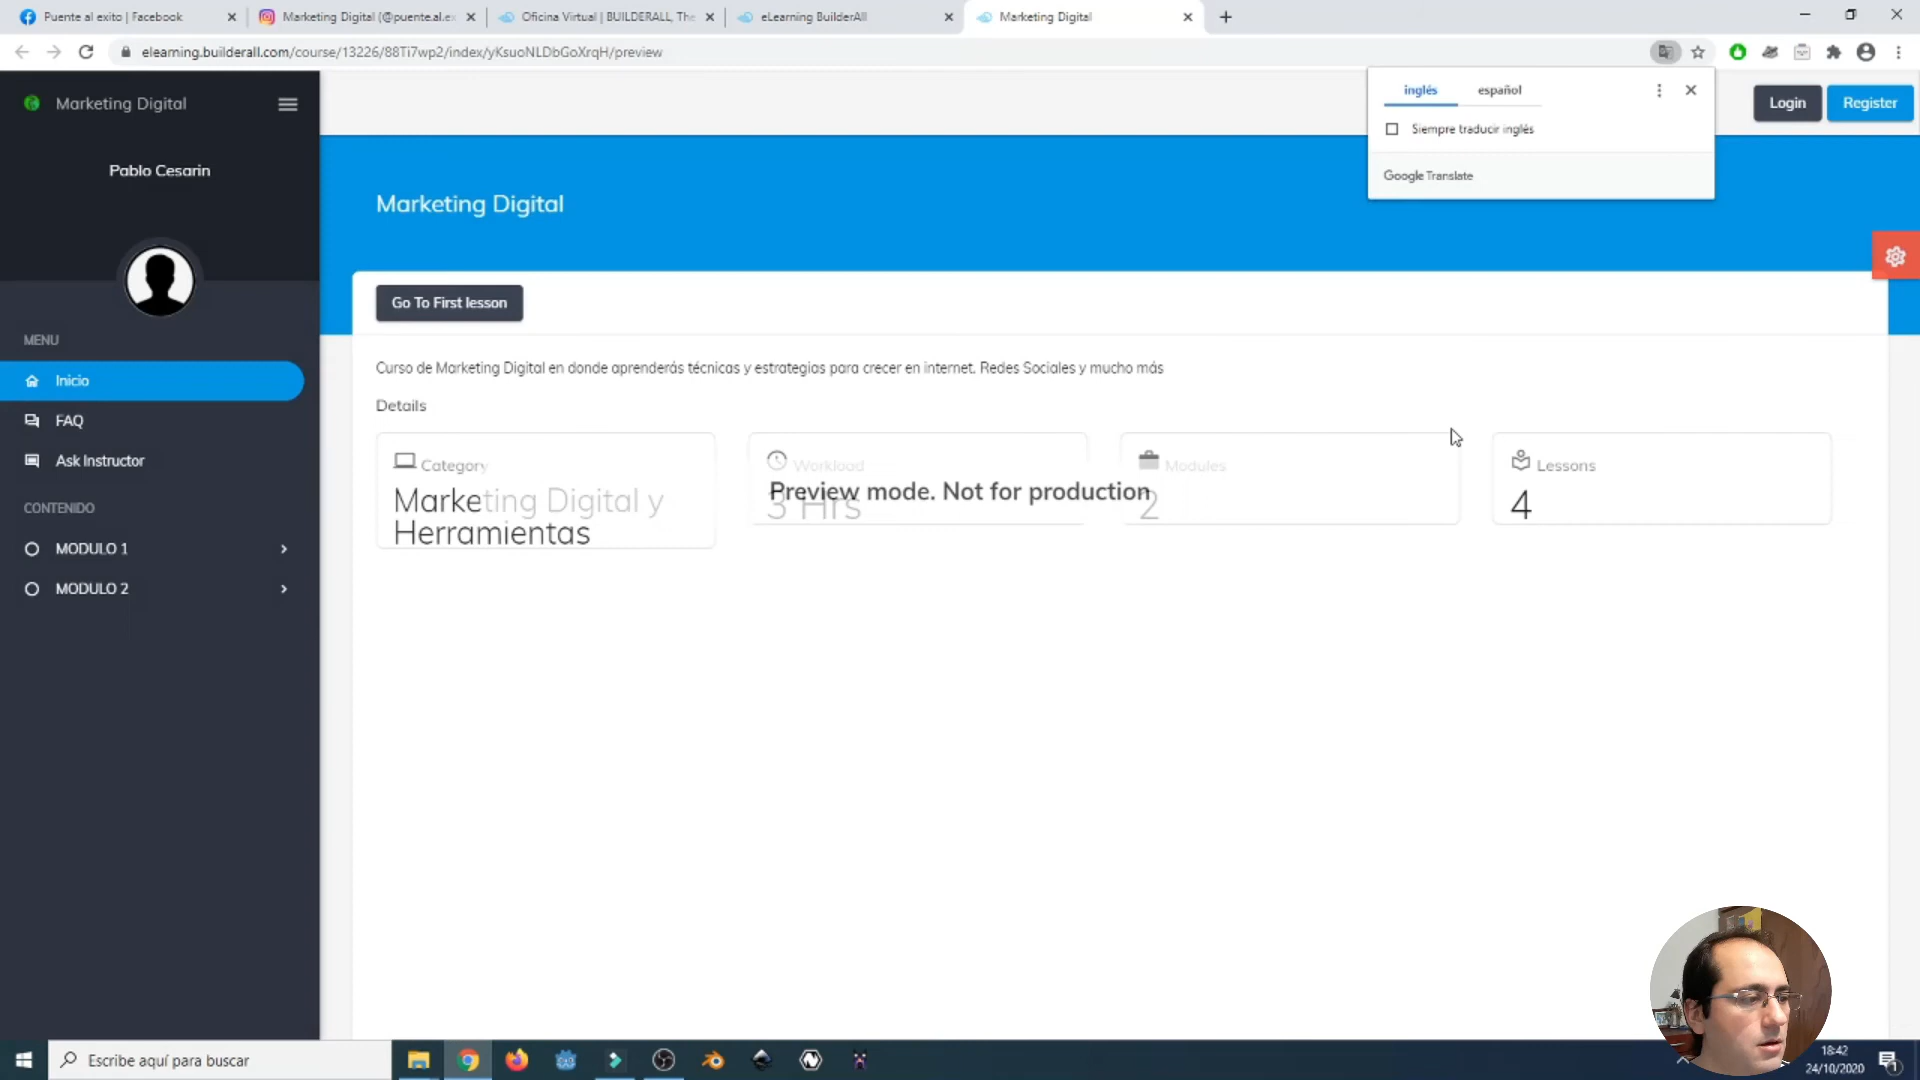 Puente al exito | Facebook
Marketing Digital (@puente.al.ex
Oficina Virtual | BUILDERALL, The
eLearning BuilderAll
Marketing Digital
elearning.builderall.com/course/13226/88Ti7wp2/index/yKsuoNLDbGoXrqH/preview
inglés
español
Siempre traducir inglés
Google Translate
Login
Register
Marketing Digital
Pablo Cesarin
MENU
Inicio
FAQ
Ask Instructor
CONTENIDO
MODULO 1
MODULO 2
Marketing Digital
Go To First lesson
Curso de Marketing Digital en donde aprenderás técnicas y estrategias para crecer en internet. Redes Sociales y mucho más
Details
Category
Marketing Digital y
Herramientas
Workload
3 Hrs
Modules
2
Lessons
4
Preview mode. Not for production
Escribe aquí para buscar
18:42
24/10/2020
1